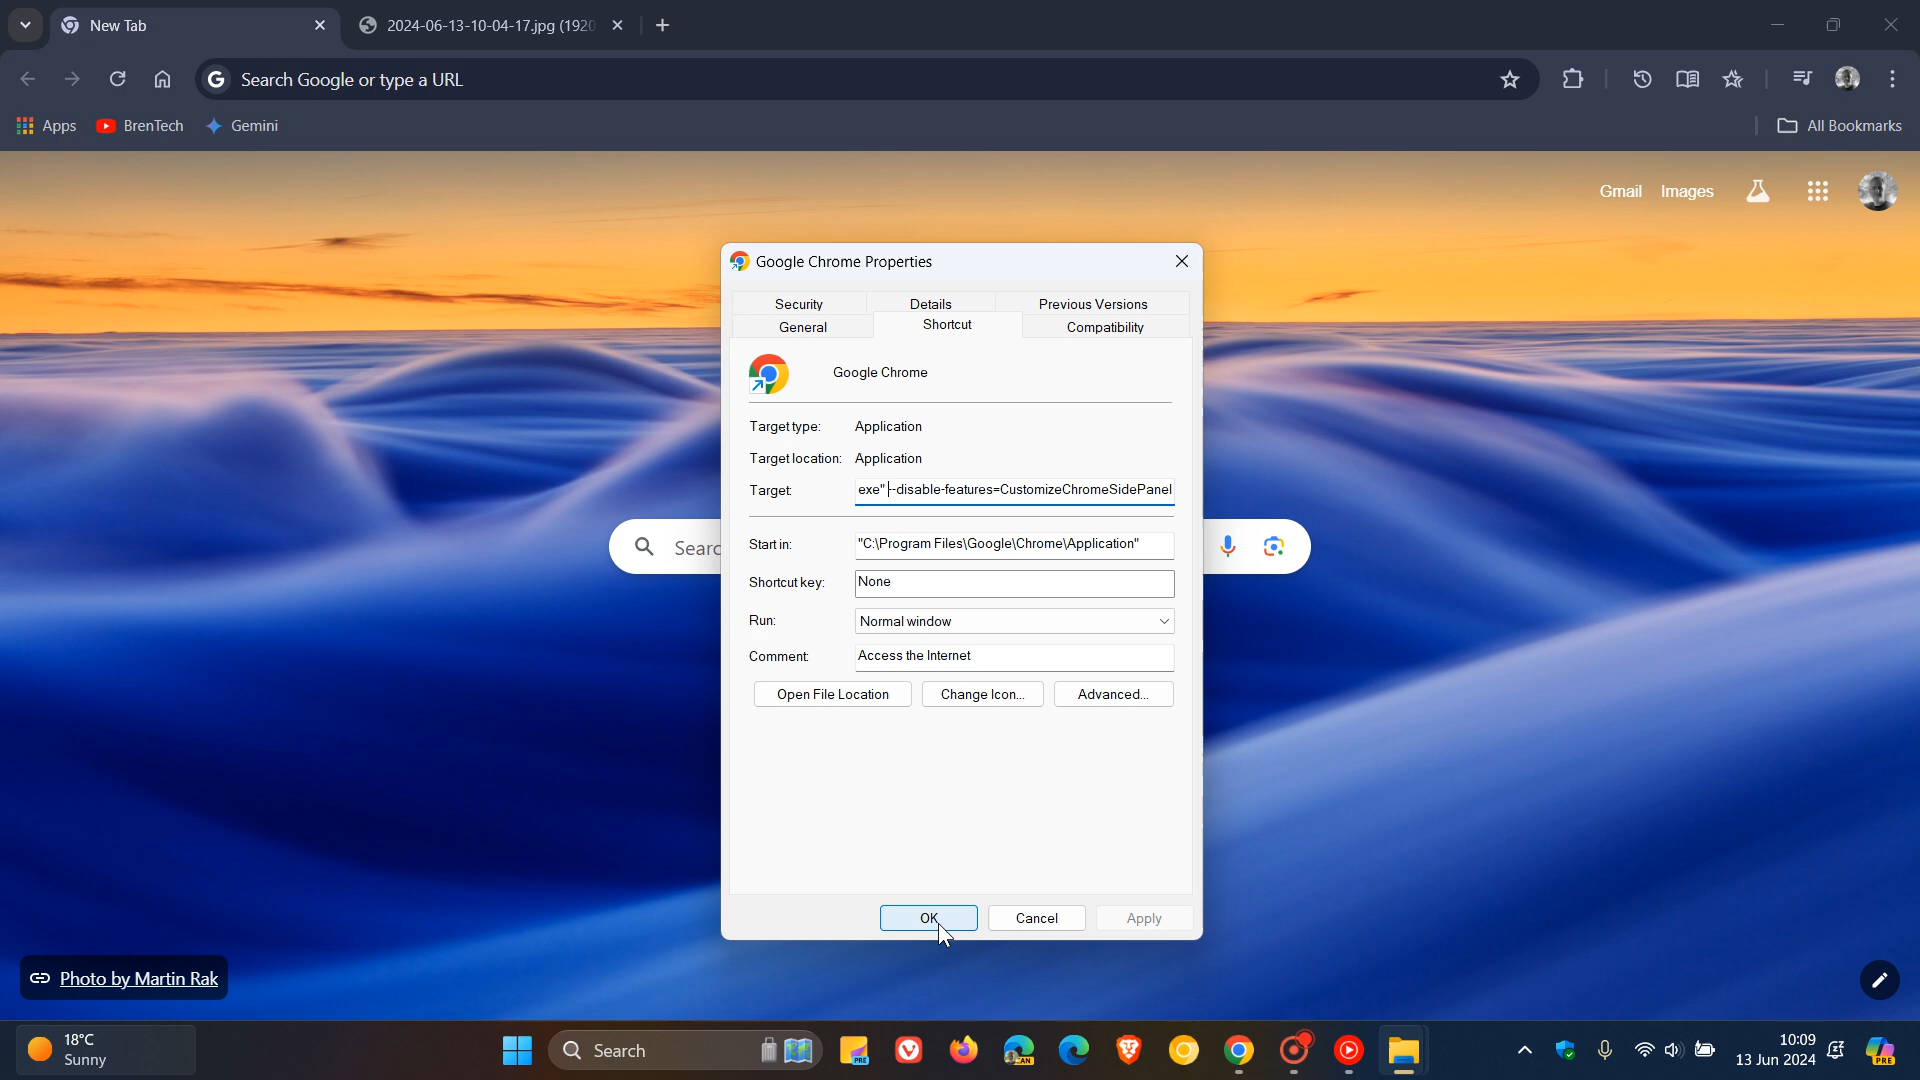 New Tab
2024-06-13-10-04-17.jpg (1920
Search Google or type a URL
Apps
BrenTech
Gemini
All Bookmarks
Gmail Images
Google Chrome Properties
Security Details Previous Versions
General Shortcut Compatibility
Google Chrome
Target type: Application
Target location: Application
Target: exe" --disable-features=CustomizeChromeSidePanel
Searc
Start in: "C:\Program Files\Google\Chrome\Application"
Shortcut key: None
Run: Normal window
Comment: Access the Internet
Open File Location Change Icon... Advanced...
OK Cancel Apply
Photo by Martin Rak
18°C
Sunny
Search
PRE
CAN
10:09
13 Jun 2024
PRE